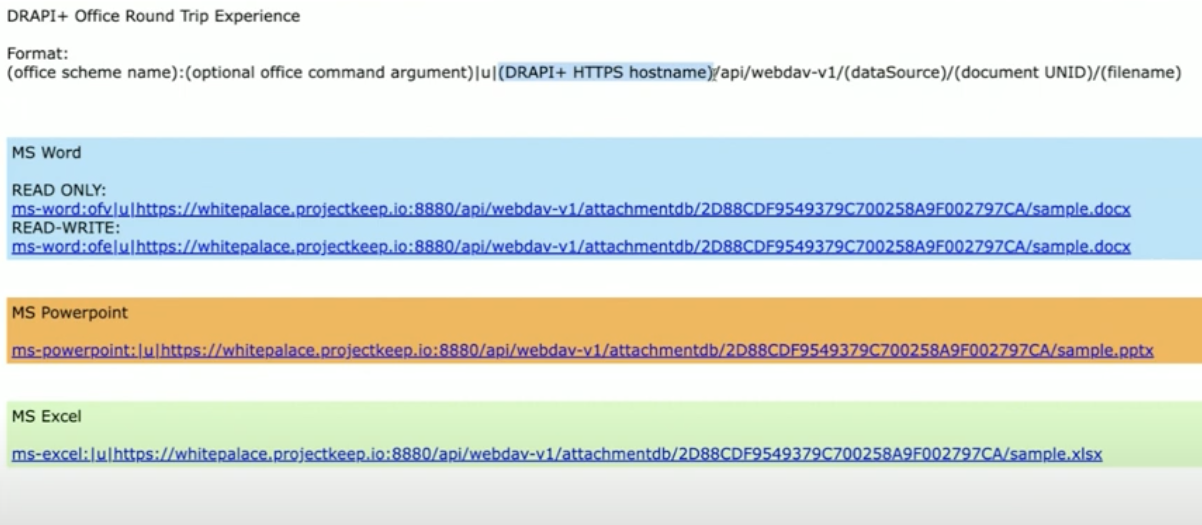 DRAPI+ Office Round Trip Experience
Format:
(office scheme name):(optional office command argument)|u|(DRAPI+ HTTPS hostname)/api/webdav-v1/(dataSource)/(document UNID)/(filename)
MS Word
READ ONLY:
ms-word:ofv|u|https://whitepalace.projectkeep.io:8880/api/webdav-v1/attachmentdb/2D88CDF9549379C700258A9F002797CA/sample.docx
READ-WRITE:
ms-word:ofe|u|https://whitepalace.projectkeep.io:8880/api/webdav-v1/attachmentdb/2D88CDF9549379C700258A9F002797CA/sample.docx
MS Powerpoint
ms-powerpoint:|u|https://whitepalace.projectkeep.io:8880/api/webdav-v1/attachmentdb/2D88CDF9549379C700258A9F002797CA/sample.pptx
MS Excel
ms-excel:|u|https://whitepalace.projectkeep.io:8880/api/webdav-v1/attachmentdb/2D88CDF9549379C700258A9F002797CA/sample.xlsx